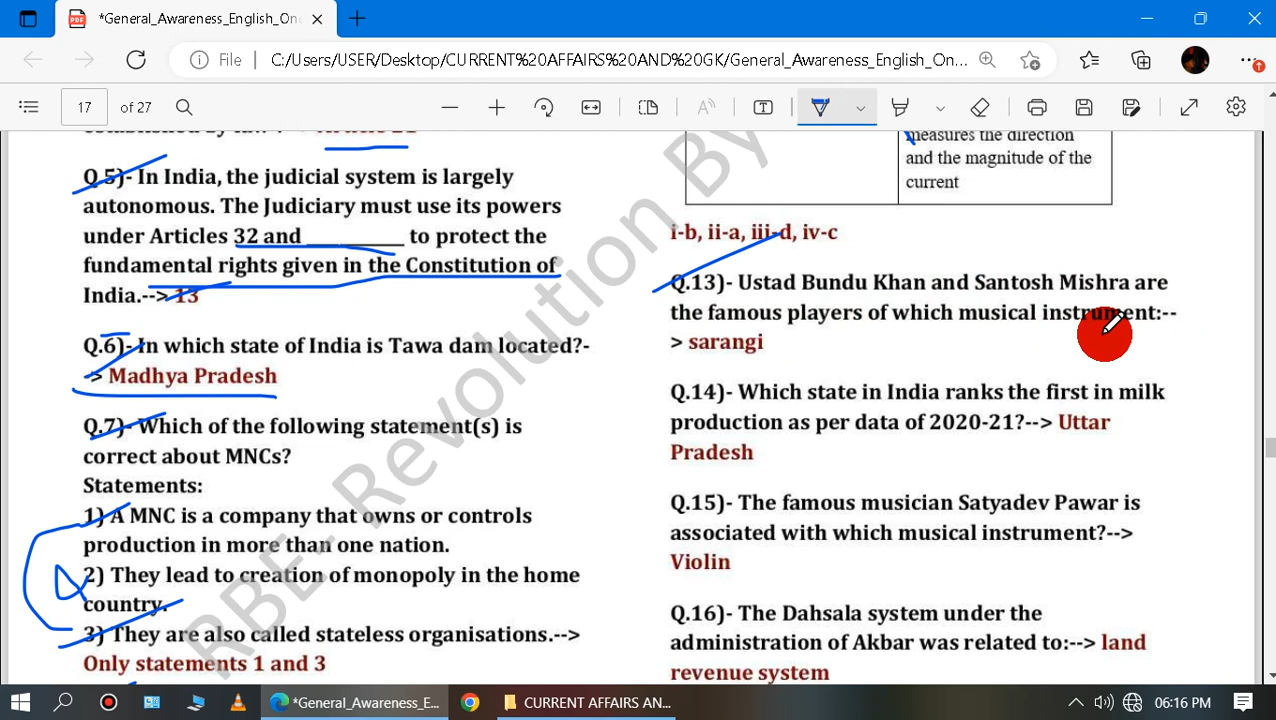 *General_Awareness_English_On
File
C:/Users/USER/Desktop/CURRENT%20AFFAIRS%20AND%20GK/General_Awareness_English_On...
17
of 27
Article 21
Q.5)- In India, the judicial system is largely
autonomous. The Judiciary must use its powers
under Articles 32 and __________ to protect the
fundamental rights given in the Constitution of
India.--> 13
Q.6)- In which state of India is Tawa dam located?-
-> Madhya Pradesh
Q.7)- Which of the following statement(s) is
correct about MNCs?
Statements:
1) A MNC is a company that owns or controls
production in more than one nation.
2) They lead to creation of monopoly in the home
country.
3) They are also called stateless organisations.-->
Only statements 1 and 3
measures the direction
and the magnitude of the
current
i-b, ii-a, iii-d, iv-c
Q.13)- Ustad Bundu Khan and Santosh Mishra are
the famous players of which musical instrument:--
> sarangi
Q.14)- Which state in India ranks the first in milk
production as per data of 2020-21?--> Uttar
Pradesh
Q.15)- The famous musician Satyadev Pawar is
associated with which musical instrument?-->
Violin
Q.16)- The Dahsala system under the
administration of Akbar was related to:--> land
revenue system
RBE- Revolution By
*General_Awareness_E...
CURRENT AFFAIRS AN...
06:16 PM